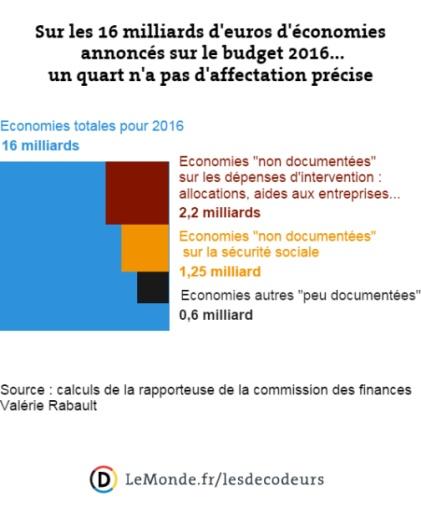 Sur les 16 milliards d'euros d'économies
annoncés sur le budget 2016...
un quart n'a pas d'affectation précise
Economies totales pour 2016
16 milliards
Economies "non documentées"
sur les dépenses d'intervention :
allocations, aides aux entreprises...
2,2 milliards
Economies "non documentées"
sur la sécurité sociale
1,25 milliard
Economies autres "peu documentées"
0,6 milliard
Source : calculs de la rapporteuse de la commission des finances
Valérie Rabault
D LeMonde.fr/lesdecodeurs